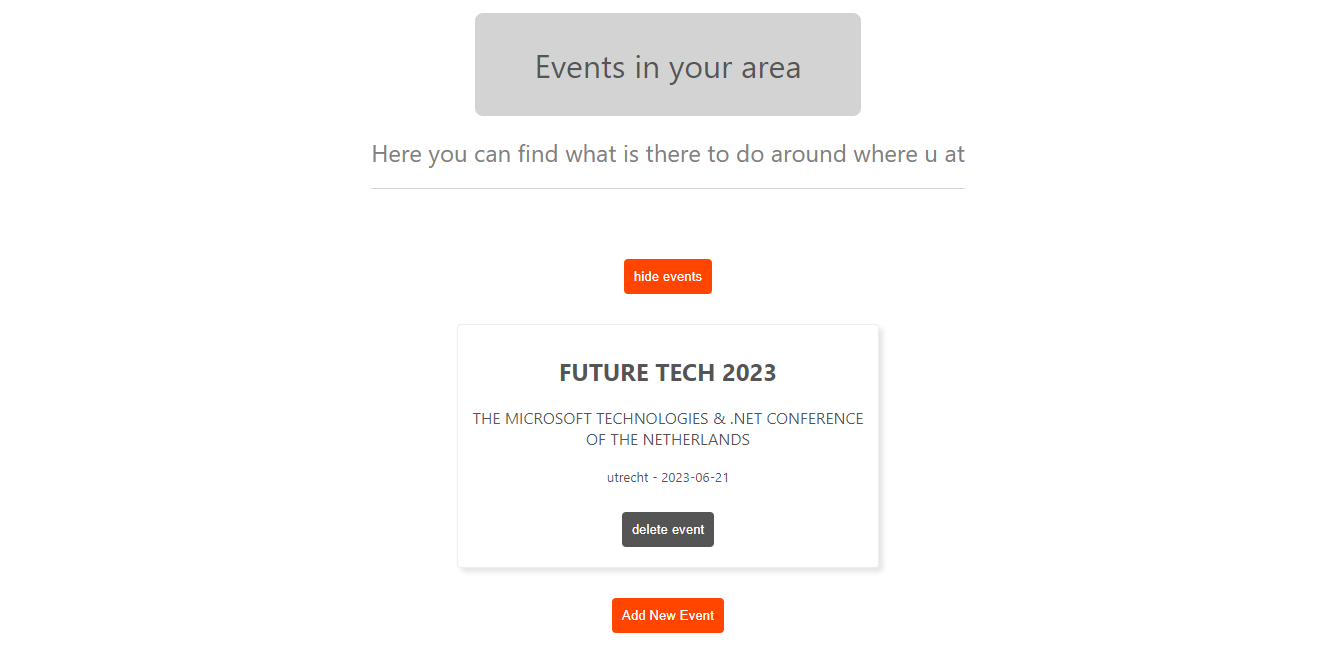 Events in your area
Here you can find what is there to do around where u at
hide events
FUTURE TECH 2023
THE MICROSOFT TECHNOLOGIES & .NET CONFERENCE
OF THE NETHERLANDS
utrecht - 2023-06-21
delete event
Add New Event